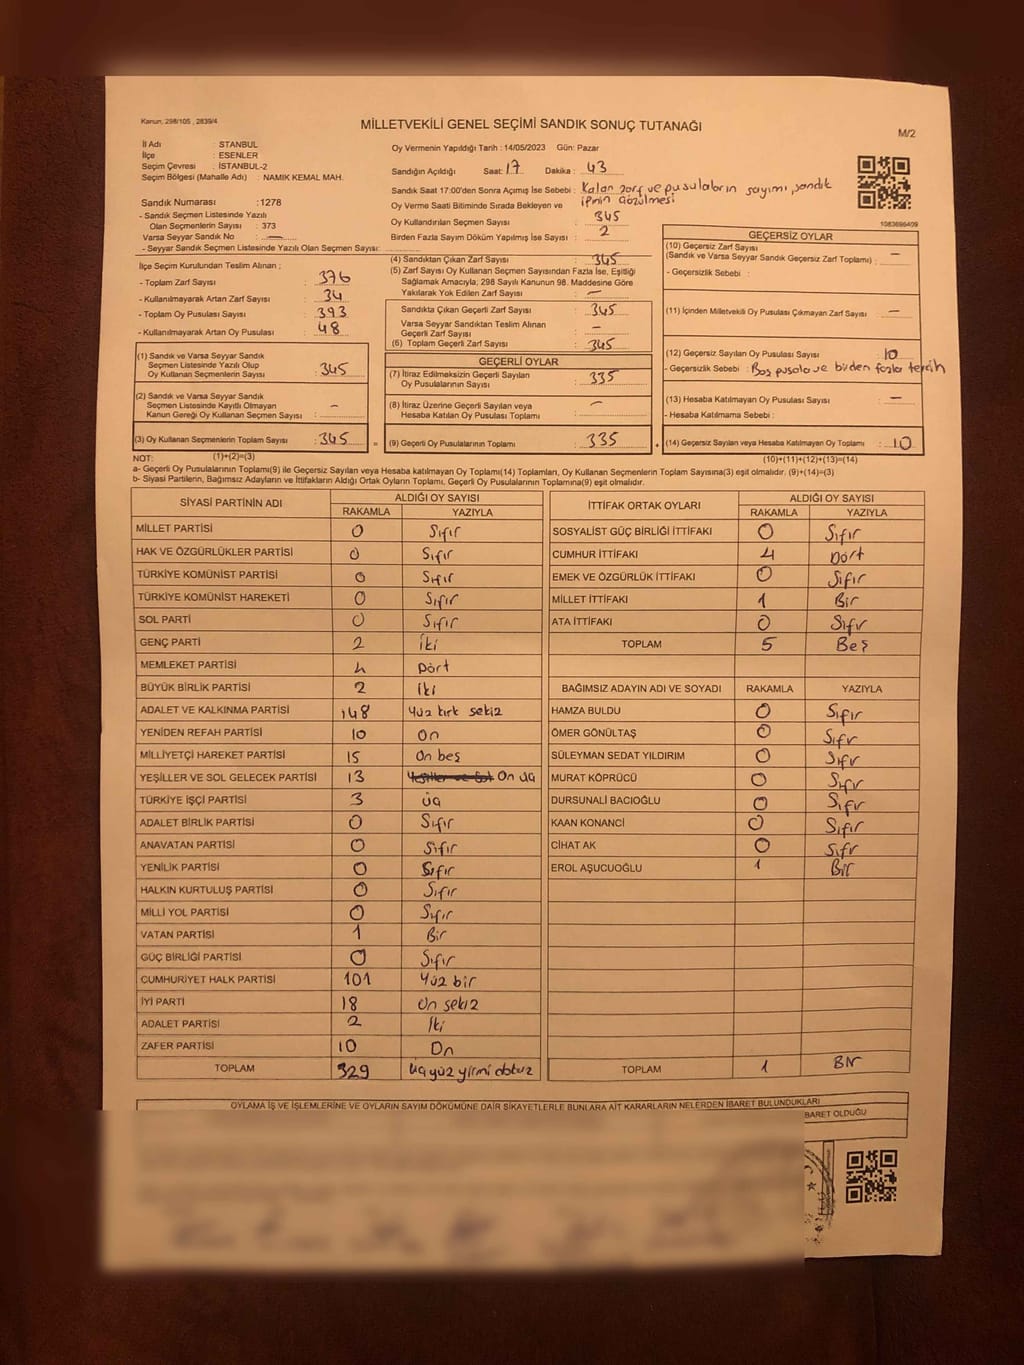 Kanun, 298/105 , 2839/4
MİLLETVEKİLİ GENEL SEÇİMİ SANDIK SONUÇ TUTANAĞI
M/2
İl Adı : STANBUL
İlçe : ESENLER
Seçim Çevresi : İSTANBUL-2
Seçim Bölgesi (Mahalle Adı) : NAMIK KEMAL MAH.
Sandık Numarası : 1278
- Sandık Seçmen Listesinde Yazılı
Olan Seçmenlerin Sayısı : 373
Varsa Seyyar Sandık No : —
- Seyyar Sandık Seçmen Listesinde Yazılı Olan Seçmen Sayısı:
Oy Vermenin Yapıldığı Tarih : 14/05/2023 Gün: Pazar
Sandığın Açıldığı Saat: 17 Dakika : 43
Sandık Saat 17:00'den Sonra Açılmış İse Sebebi : Kalan zarf ve pusulaların sayımı, sandık
ipinin çözülmesi
Oy Verme Saati Bitiminde Sırada Bekleyen ve
Oy Kullandırılan Seçmen Sayısı : 345
Birden Fazla Sayım Döküm Yapılmış İse Sayısı : 2
1083696409
İlçe Seçim Kurulundan Teslim Alınan ;
- Toplam Zarf Sayısı : 376
- Kullanılmayarak Artan Zarf Sayısı : 34
- Toplam Oy Pusulası Sayısı : 393
- Kullanılmayarak Artan Oy Pusulası : 48
(4) Sandıktan Çıkan Zarf Sayısı : 345
(5) Zarf Sayısı Oy Kullanan Seçmen Sayısından Fazla İse, Eşitliği
Sağlamak Amacıyla; 298 Sayılı Kanunun 98. Maddesine Göre
Yakılarak Yok Edilen Zarf Sayısı : —
Sandıkta Çıkan Geçerli Zarf Sayısı : 345
Varsa Seyyar Sandıktan Teslim Alınan
Geçerli Zarf Sayısı : —
(6) Toplam Geçerli Zarf Sayısı : 345
GEÇERSİZ OYLAR
(10) Geçersiz Zarf Sayısı
(Sandık ve Varsa Seyyar Sandık Geçersiz Zarf Toplamı) : —
- Geçersizlik Sebebi :
(11) İçinden Milletvekili Oy Pusulası Çıkmayan Zarf Sayısı : —
(12) Geçersiz Sayılan Oy Pusulası Sayısı : 10
- Geçersizlik Sebebi : Boş pusula ve birden fazla tercih
(13) Hesaba Katılmayan Oy Pusulası Sayısı : —
- Hesaba Katılmama Sebebi :
(14) Geçersiz Sayılan veya Hesaba Katılmayan Oy Toplamı : 10
(10)+(11)+(12)+(13)=(14)
(1) Sandık ve Varsa Seyyar Sandık
Seçmen Listesinde Yazılı Olup
Oy Kullanan Seçmenlerin Sayısı : 345
(2) Sandık ve Varsa Seyyar Sandık
Seçmen Listesinde Kayıtlı Olmayan
Kanun Gereği Oy Kullanan Seçmen Sayısı : —
(3) Oy Kullanan Seçmenlerin Toplam Sayısı : 345 =
GEÇERLİ OYLAR
(7) İtiraz Edilmeksizin Geçerli Sayılan
Oy Pusulalarının Sayısı : 335
(8) İtiraz Üzerine Geçerli Sayılan veya
Hesaba Katılan Oy Pusulası Toplamı : —
(9) Geçerli Oy Pusulalarının Toplamı : 335 +
NOT: (1)+(2)=(3)
a- Geçerli Oy Pusulalarının Toplamı(9) ile Geçersiz Sayılan veya Hesaba katılmayan Oy Toplamı(14) Toplamları, Oy Kullanan Seçmenlerin Toplam Sayısına(3) eşit olmalıdır. (9)+(14)=(3)
b- Siyasi Partilerin, Bağımsız Adayların ve İttifakların Aldığı Ortak Oyların Toplamı, Geçerli Oy Pusulalarının Toplamına(9) eşit olmalıdır.
SİYASİ PARTİNİN ADI ALDIĞI OY SAYISI
RAKAMLA YAZIYLA
MİLLET PARTİSİ 0 Sıfır
HAK VE ÖZGÜRLÜKLER PARTİSİ 0 Sıfır
TÜRKİYE KOMÜNİST PARTİSİ 0 Sıfır
TÜRKİYE KOMÜNİST HAREKETİ 0 Sıfır
SOL PARTİ 0 Sıfır
GENÇ PARTİ 2 İki
MEMLEKET PARTİSİ 4 Dört
BÜYÜK BİRLİK PARTİSİ 2 İki
ADALET VE KALKINMA PARTİSİ 148 Yüz kırk sekiz
YENİDEN REFAH PARTİSİ 10 On
MİLLİYETÇİ HAREKET PARTİSİ 15 On beş
YEŞİLLER VE SOL GELECEK PARTİSİ 13 On üç
TÜRKİYE İŞÇİ PARTİSİ 3 üç
ADALET BİRLİK PARTİSİ 0 Sıfır
ANAVATAN PARTİSİ 0 Sıfır
YENİLİK PARTİSİ 0 Sıfır
HALKIN KURTULUŞ PARTİSİ 0 Sıfır
MİLLİ YOL PARTİSİ 0 Sıfır
VATAN PARTİSİ 1 Bir
GÜÇ BİRLİĞİ PARTİSİ 0 Sıfır
CUMHURİYET HALK PARTİSİ 101 Yüz bir
İYİ PARTİ 18 On sekiz
ADALET PARTİSİ 2 İki
ZAFER PARTİSİ 10 On
TOPLAM 329 üç yüz yirmi dokuz
İTTİFAK ORTAK OYLARI ALDIĞI OY SAYISI
RAKAMLA YAZIYLA
SOSYALİST GÜÇ BİRLİĞİ İTTİFAKI 0 Sıfır
CUMHUR İTTİFAKI 4 Dört
EMEK VE ÖZGÜRLÜK İTTİFAKI 0 Sıfır
MİLLET İTTİFAKI 1 Bir
ATA İTTİFAKI 0 Sıfır
TOPLAM 5 Beş
BAĞIMSIZ ADAYIN ADI VE SOYADI RAKAMLA YAZIYLA
HAMZA BULDU 0 Sıfır
ÖMER GÖNÜLTAŞ 0 Sıfır
SÜLEYMAN SEDAT YILDIRIM 0 Sıfır
MURAT KÖPRÜCÜ 0 Sıfır
DURSUNALİ BACIOĞLU 0 Sıfır
KAAN KONANCİ 0 Sıfır
CİHAT AK 0 Sıfır
EROL AŞUCUOĞLU 1 Bir
TOPLAM 1 Bir
OYLAMA İŞ VE İŞLEMLERİNE VE OYLARIN SAYIM DÖKÜMÜNE DAİR ŞİKAYETLERLE BUNLARA AİT KARARLARIN NELERDEN İBARET BULUNDUKLARI
BARET OLDUĞU